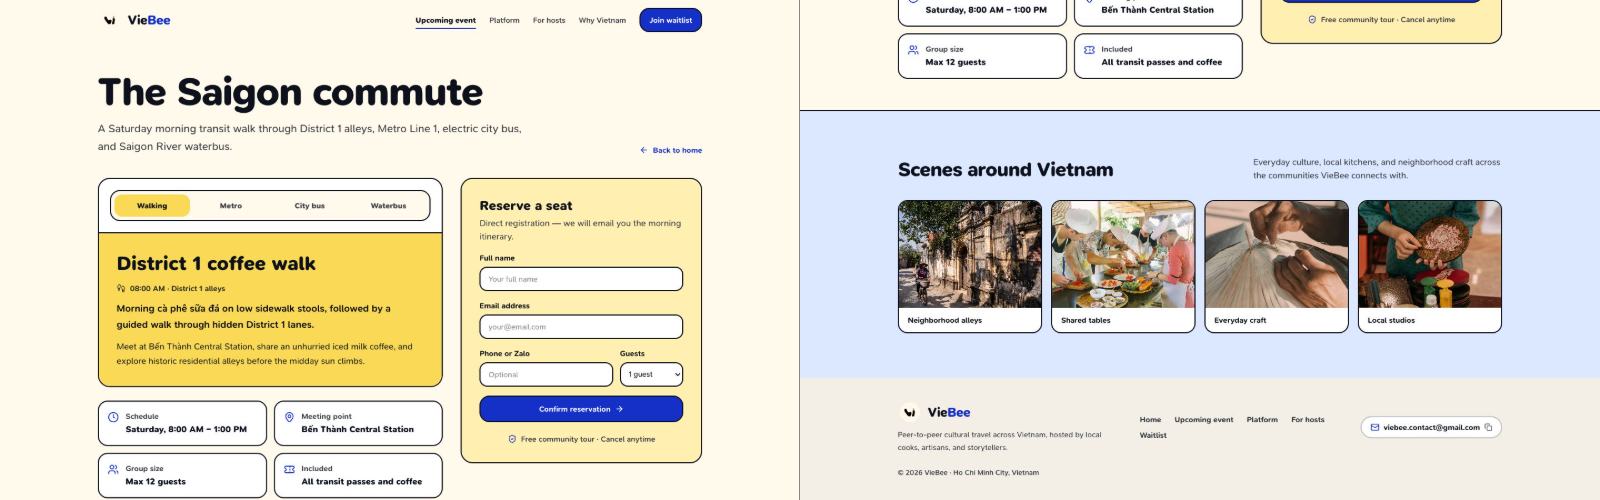 VieBee
Upcoming event
Platform
For hosts
Why Vietnam
Join waitlist
The Saigon commute
A Saturday morning transit walk through District 1 alleys, Metro Line 1, electric city bus,
and Saigon River waterbus.
Back to home
Walking
Metro
City bus
Waterbus
District 1 coffee walk
08:00 AM · District 1 alleys
Morning cà phê sữa đá on low sidewalk stools, followed by a
guided walk through hidden District 1 lanes.
Meet at Bến Thành Central Station, share an unhurried iced milk coffee, and
explore historic residential alleys before the midday sun climbs.
Schedule
Saturday, 8:00 AM – 11:00 PM
Meeting point
Bến Thành Central Station
Group size
Max 12 guests
Included
All transit passes and coffee
Reserve a seat
Direct registration — we will email you the morning
itinerary.
Full name
Your full name
Email address
your@email.com
Phone or Zalo
Guests
Optional
1 guest
Confirm reservation
Free community tour · Cancel anytime
Saturday, 8:00 AM – 1:00 PM
Bến Thành Central Station
Group size
Max 12 guests
Included
All transit passes and coffee
Free community tour · Cancel anytime
Scenes around Vietnam
Everyday culture, local kitchens, and neighborhood craft across
the communities VieBee connects with.
Neighborhood alleys
Shared tables
Everyday craft
Local studios
VieBee
Peer-to-peer cultural travel across Vietnam, hosted by local
cooks, artisans, and storytellers.
© 2026 VieBee · Ho Chi Minh City, Vietnam
Home
Upcoming event
Platform
For hosts
Waitlist
viebee.contact@gmail.com